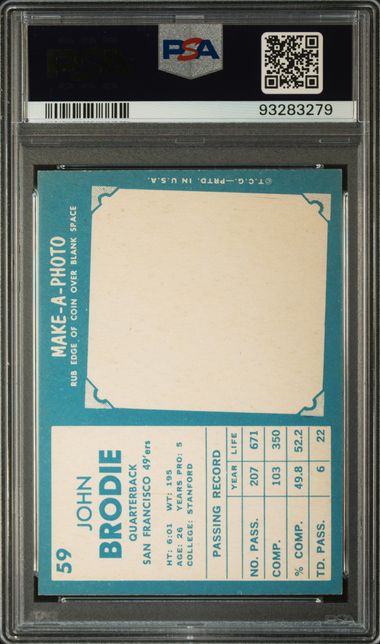 PSA
93283279
©T.C.G.—PRTD. IN U.S.A.
MAKE-A-PHOTO
RUB EDGE OF COIN OVER BLANK SPACE
59
JOHN
BRODIE
QUARTERBACK
SAN FRANCISCO 49'ers
HT: 6:01 WT: 195
AGE: 26 YEARS PRO: 5
COLLEGE: STANFORD
PASSING RECORD
YEAR LIFE
NO. PASS. 207 671
COMP. 103 350
% COMP. 49.8 52.2
TD. PASS. 6 22